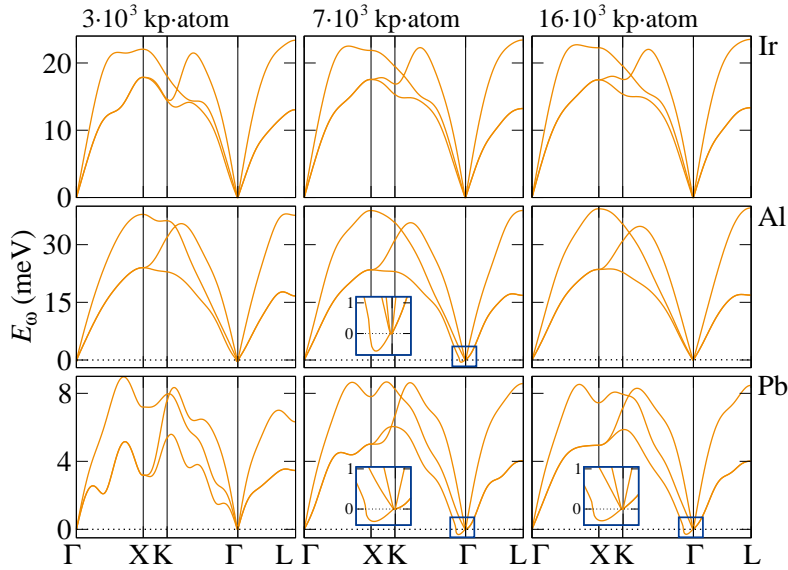 3·10³ kp·atom 7·10³ kp·atom 16·10³ kp·atom
20
10
0
Ir
E_ω (meV)
30
15
0
1
0
Al
8
4
0
1
0
1
0
Pb
Γ X K Γ L Γ X K Γ L Γ X K Γ L